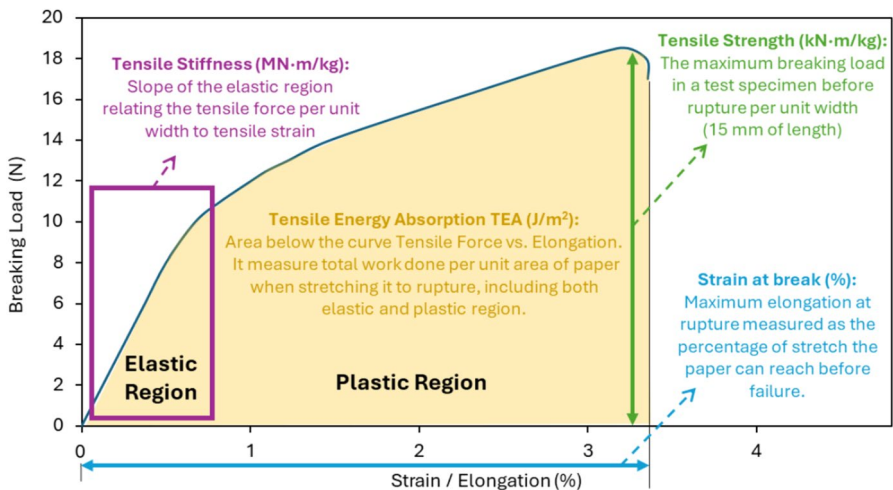 20
18
16
14
12
10
8
6
4
2
0
Breaking Load (N)
Tensile Stiffness (MN·m/kg):
Slope of the elastic region
relating the tensile force per unit
width to tensile strain
Tensile Strength (kN·m/kg):
The maximum breaking load
in a test specimen before
rupture per unit width
(15 mm of length)
Tensile Energy Absorption TEA (J/m²):
Area below the curve Tensile Force vs. Elongation.
It measure total work done per unit area of paper
when stretching it to rupture, including both
elastic and plastic region.
Strain at break (%):
Maximum elongation at
rupture measured as the
percentage of stretch the
paper can reach before
failure.
Elastic
Region
Plastic Region
0
1
2
3
4
Strain / Elongation (%)